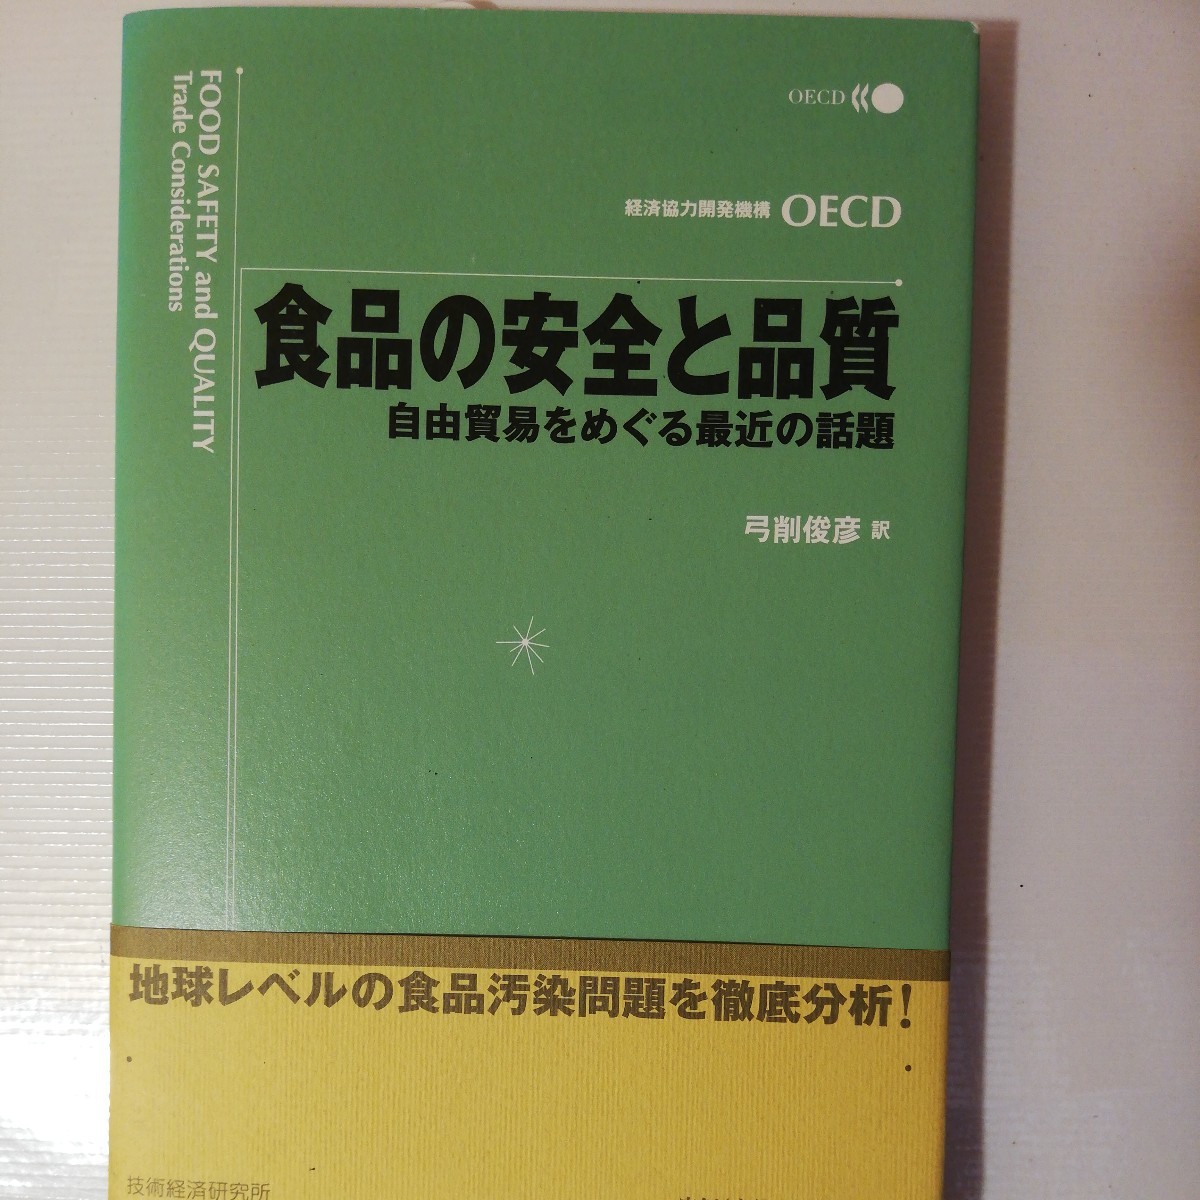 OECD
経済協力開発機構 OECD
FOOD SAFETY and QUALITY
Trade Considerations
食品の安全と品質
自由貿易をめぐる最近の話題
弓削俊彦 訳
地球レベルの食品汚染問題を徹底分析!
技術経済研究所